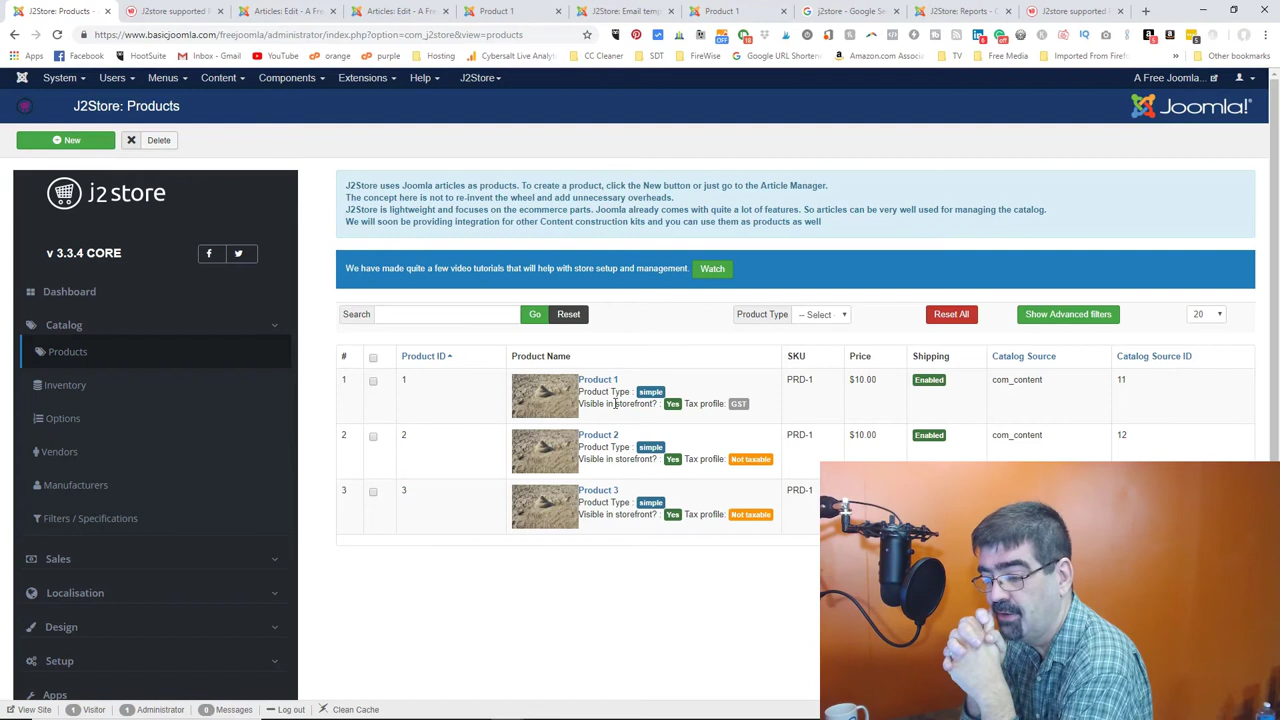 J2Store: Products - C
J2store supported P
Articles: Edit - A Fre
Articles: Edit - A Fre
Product 1
J2Store: Email temp
Product 1
j2store - Google Se
J2Store: Reports - C
J2store supported P
https://www.basicjoomla.com/freejoomla/administrator/index.php?option=com_j2store&view=products
Apps
Facebook
HootSuite
Inbox - Gmail
YouTube
orange
purple
Cybersalt Live Analytic
CC Cleaner
SDT
FireWise
Google URL Shortene
Amazon.com Associa
TV
Free Media
Imported From Firefo
Other bookmarks
System
Users
Menus
Content
Components
Extensions
Help
J2Store
A Free Joomla...
J2Store: Products
Joomla!
New
Delete
j2store
v 3.3.4 CORE
Dashboard
Catalog
Products
Inventory
Options
Vendors
Manufacturers
Filters / Specifications
Sales
Localisation
Design
Setup
Apps
J2Store uses Joomla articles as products. To create a product, click the New button or just go to the Article Manager.
The concept here is not to re-invent the wheel and add unnecessary overheads.
J2Store is lightweight and focuses on the ecommerce parts. Joomla already comes with quite a lot of features. So articles can be very well used for managing the catalog.
We will soon be providing integration for other Content construction kits and you can use them as products as well
We have made quite a few video tutorials that will help with store setup and management. Watch
Search Go Reset Product Type -- Select - Reset All Show Advanced filters 20
# Product ID Product Name SKU Price Shipping Catalog Source Catalog Source ID
1 1 Product 1 PRD-1 $10.00 Enabled com_content 11
Product Type : simple
Visible in storefront? : Yes Tax profile: GST
2 2 Product 2 PRD-1 $10.00 Enabled com_content 12
Product Type : simple
Visible in storefront? : Yes Tax profile: Not taxable
3 3 Product 3 PRD-1
Product Type : simple
Visible in storefront? : Yes Tax profile: Not taxable
View Site 1 Visitor 1 Administrator 0 Messages Log out Clean Cache